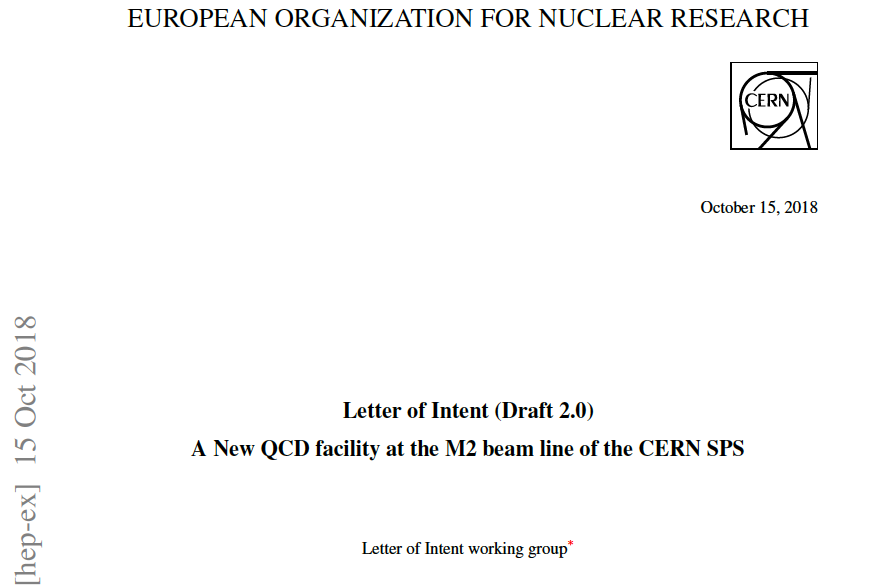 EUROPEAN ORGANIZATION FOR NUCLEAR RESEARCH
CERN
October 15, 2018
[hep-ex] 15 Oct 2018
Letter of Intent (Draft 2.0)
A New QCD facility at the M2 beam line of the CERN SPS
Letter of Intent working group*